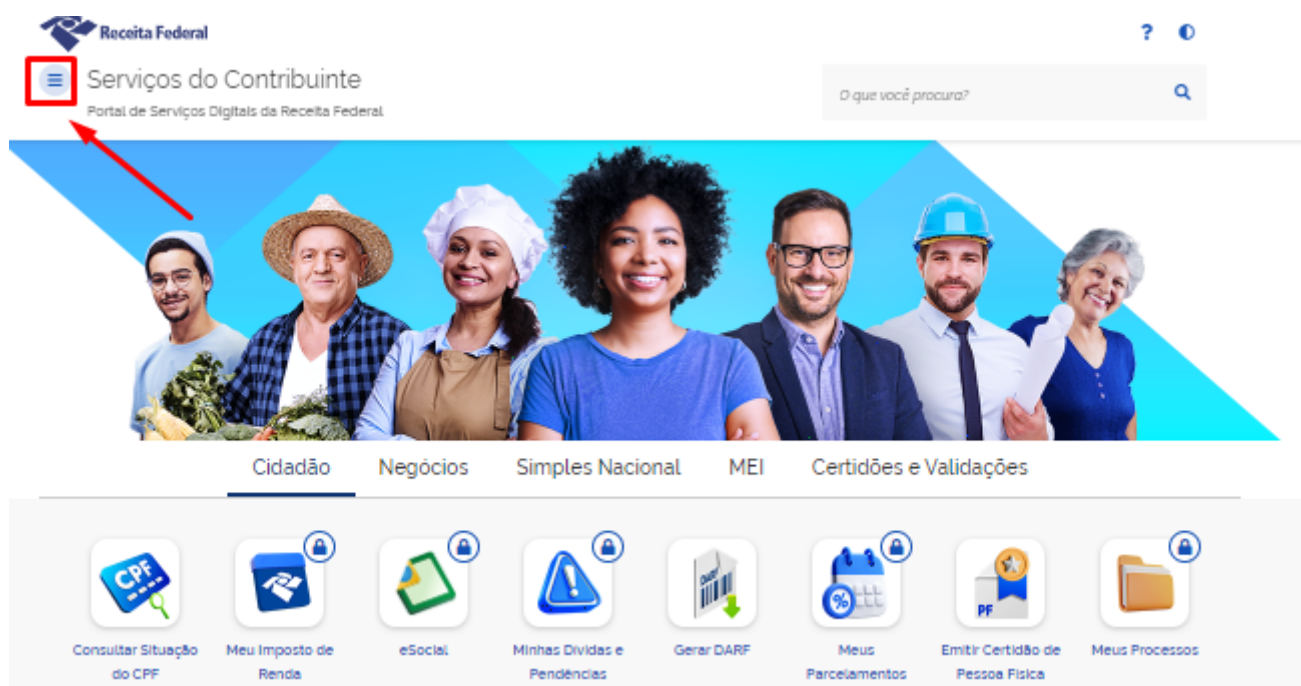 Receita Federal
?
Serviços do Contribuinte
Portal de Serviços Digitais da Receita Federal
O que você procura?
Cidadão Negócios Simples Nacional MEI Certidões e Validações
CPF
DARF
%
PF
Consultar Situação do CPF
Meu Imposto de Renda
eSocial
Minhas Dívidas e Pendências
Gerar DARF
Meus Parcelamentos
Emitir Certidão de Pessoa Física
Meus Processos